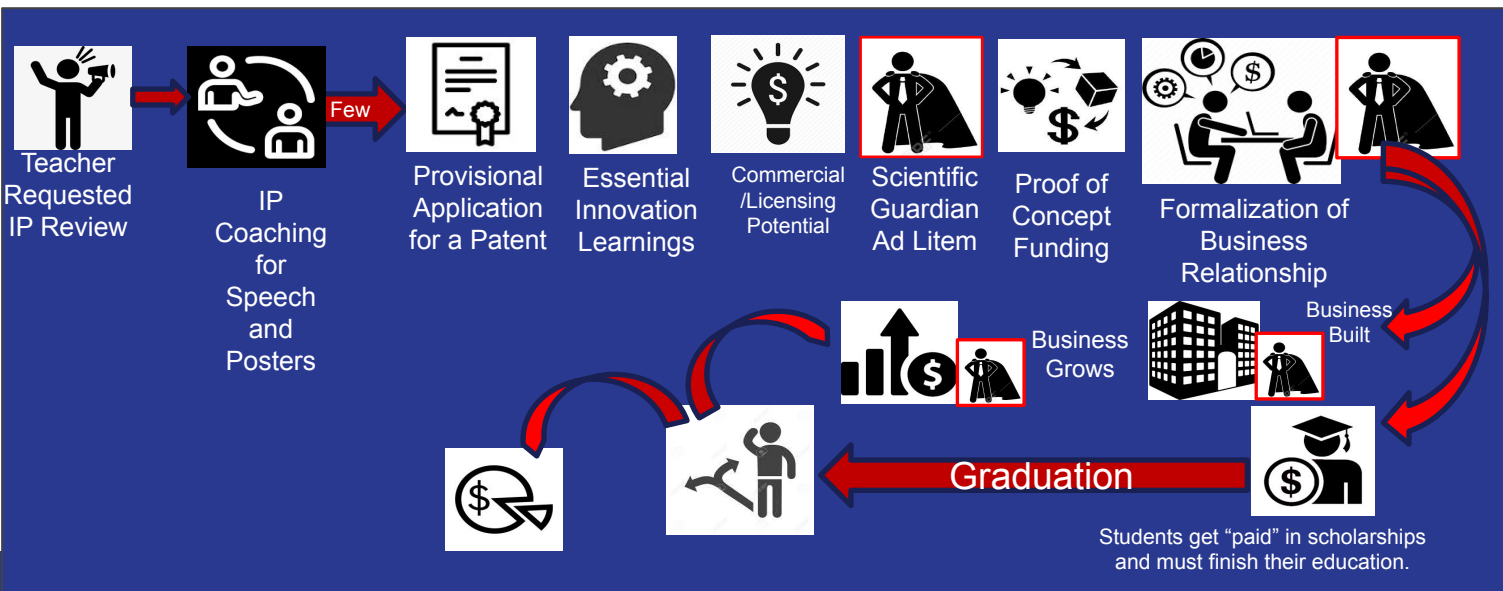 Teacher
Requested
IP Review
IP
Coaching
for
Speech
and
Posters
Few
Provisional
Application
for a Patent
Essential
Innovation
Learnings
$
Commercial
/Licensing
Potential
Scientific
Guardian
Ad Litem
$
Proof of
Concept
Funding
$
Formalization of
Business
Relationship
Business
Built
$
Business
Grows
$
Students get “paid” in scholarships
and must finish their education.
Graduation
$